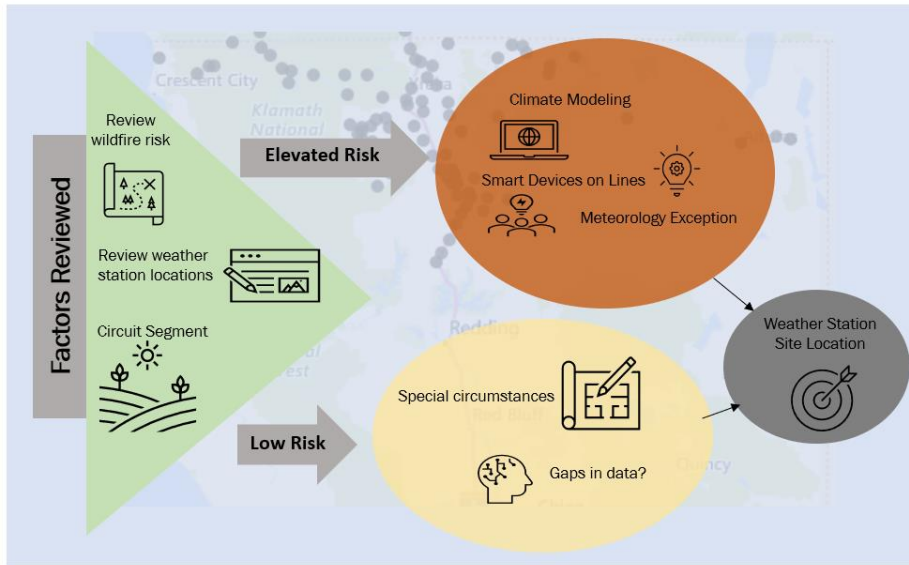 Factors Reviewed
Review
wildfire risk
Review weather
station locations
Circuit Segment
Elevated Risk
Low Risk
Climate Modeling
Smart Devices on Lines
Meteorology Exception
Special circumstances
Gaps in data?
Weather Station
Site Location
Crescent City
Yreka
Klamath
National
Redding
Red Bluff
Quincy